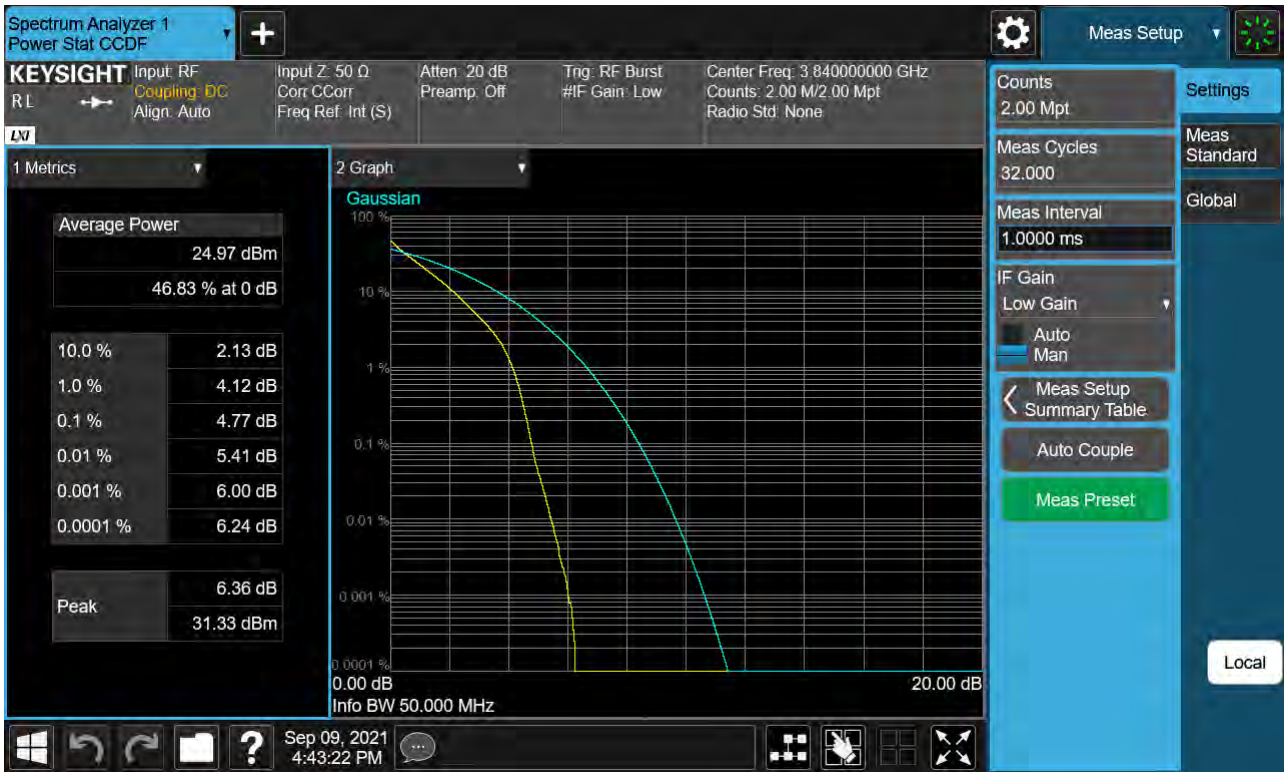 Spectrum Analyzer 1
Power Stat CCDF
Meas Setup
KEYSIGHT
RL
LXI
Input: RF
Coupling: DC
Align: Auto
Input Z: 50 Ω
Corr CCorr
Freq Ref: Int (S)
Atten: 20 dB
Preamp: Off
Trig: RF Burst
#IF Gain: Low
Center Freq: 3.840000000 GHz
Counts: 2.00 M/2.00 Mpt
Radio Std: None
1 Metrics
Average Power
24.97 dBm
46.83 % at 0 dB
10.0 % 2.13 dB
1.0 % 4.12 dB
0.1 % 4.77 dB
0.01 % 5.41 dB
0.001 % 6.00 dB
0.0001 % 6.24 dB
Peak
6.36 dB
31.33 dBm
2 Graph
Gaussian
100 %
10 %
1 %
0.1 %
0.01 %
0.001 %
0.0001 %
0.00 dB 20.00 dB
Info BW 50.000 MHz
Counts
2.00 Mpt
Meas Cycles
32.000
Meas Interval
1.0000 ms
IF Gain
Low Gain
Auto
Man
Meas Setup
Summary Table
Auto Couple
Meas Preset
Settings
Meas
Standard
Global
Local
?
Sep 09, 2021
4:43:22 PM